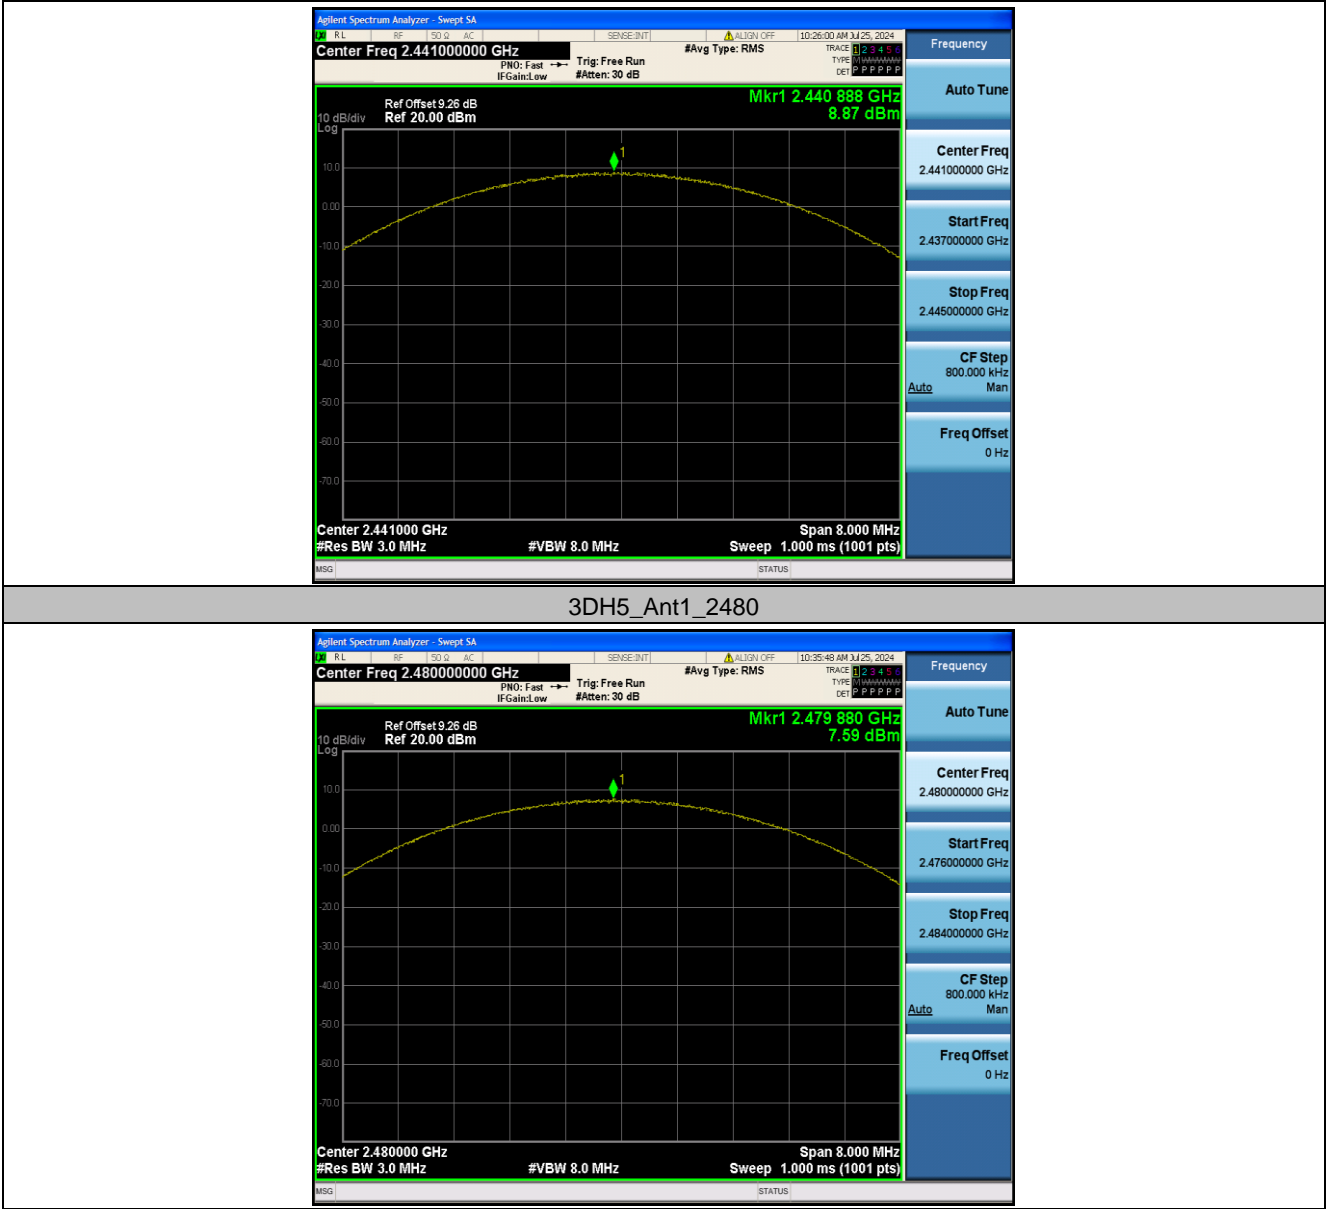 Agilent Spectrum Analyzer - Swept SA
RL RF 50 Ω AC SENSE:INT ALIGN OFF 10:26:00 AM Jul 25, 2024
Center Freq 2.441000000 GHz
PNO: Fast
IFGain:Low
Trig: Free Run
#Atten: 30 dB
#Avg Type: RMS
TRACE 1 2 3 4 5 6
TYPE
DET P P P P P P
Frequency
Mkr1 2.440 888 GHz
8.87 dBm
Ref Offset 9.26 dB
10 dB/div Ref 20.00 dBm
Log
1
10.0
0.00
-10.0
-20.0
-30.0
-40.0
-50.0
-60.0
-70.0
Center 2.441000 GHz Span 8.000 MHz
#Res BW 3.0 MHz #VBW 8.0 MHz Sweep 1.000 ms (1001 pts)
MSG STATUS
Auto Tune
Center Freq
2.441000000 GHz
Start Freq
2.437000000 GHz
Stop Freq
2.445000000 GHz
CF Step
800.000 kHz
Auto Man
Freq Offset
0 Hz
3DH5_Ant1_2480
Agilent Spectrum Analyzer - Swept SA
RL RF 50 Ω AC SENSE:INT ALIGN OFF 10:35:48 AM Jul 25, 2024
Center Freq 2.480000000 GHz
PNO: Fast
IFGain:Low
Trig: Free Run
#Atten: 30 dB
#Avg Type: RMS
TRACE 1 2 3 4 5 6
TYPE
DET P P P P P P
Frequency
Mkr1 2.479 880 GHz
7.59 dBm
Ref Offset 9.26 dB
10 dB/div Ref 20.00 dBm
Log
1
10.0
0.00
-10.0
-20.0
-30.0
-40.0
-50.0
-60.0
-70.0
Center 2.480000 GHz Span 8.000 MHz
#Res BW 3.0 MHz #VBW 8.0 MHz Sweep 1.000 ms (1001 pts)
MSG STATUS
Auto Tune
Center Freq
2.480000000 GHz
Start Freq
2.476000000 GHz
Stop Freq
2.484000000 GHz
CF Step
800.000 kHz
Auto Man
Freq Offset
0 Hz